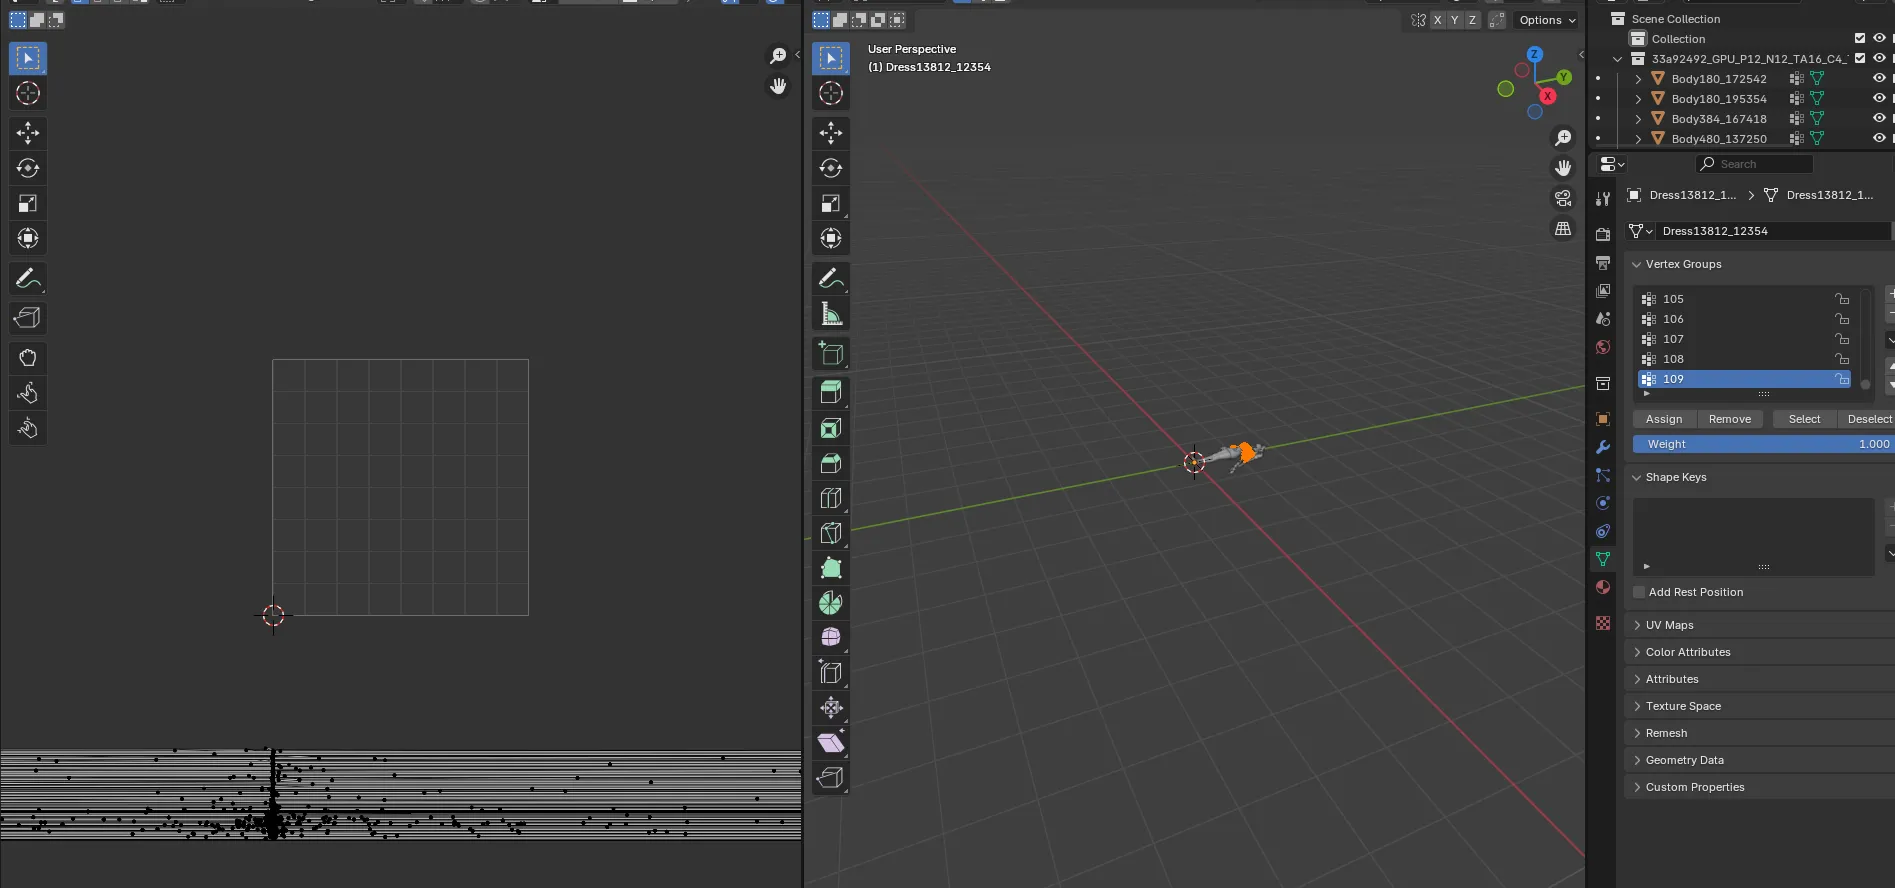 X Y Z
Options
User Perspective
(1) Dress13812_12354
Z
Y
X
Scene Collection
Collection
33a92492_GPU_P12_N12_TA16_C4_
Body180_172542
Body180_195354
Body384_167418
Body480_137250
Search
Dress13812_1... Dress13812_1...
Dress13812_12354
Vertex Groups
105
106
107
108
109
Assign Remove Select Deselect
Weight 1.000
Shape Keys
Add Rest Position
UV Maps
Color Attributes
Attributes
Texture Space
Remesh
Geometry Data
Custom Properties